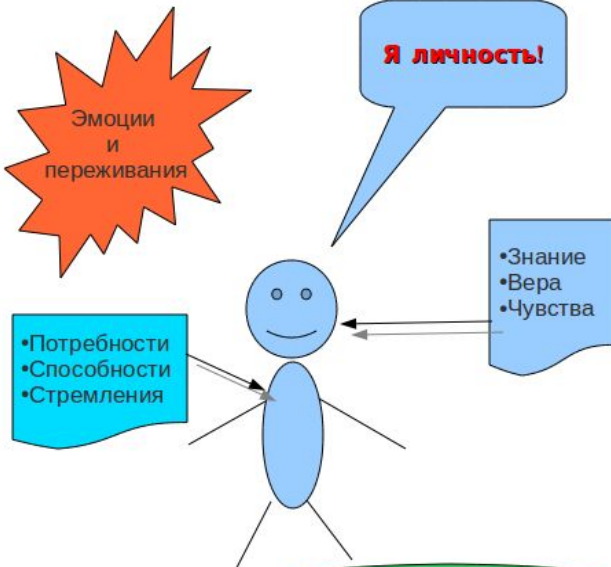 Я личность!
Эмоции
и
переживания
•Знание
•Вера
•Чувства
•Потребности
•Способности
•Стремления